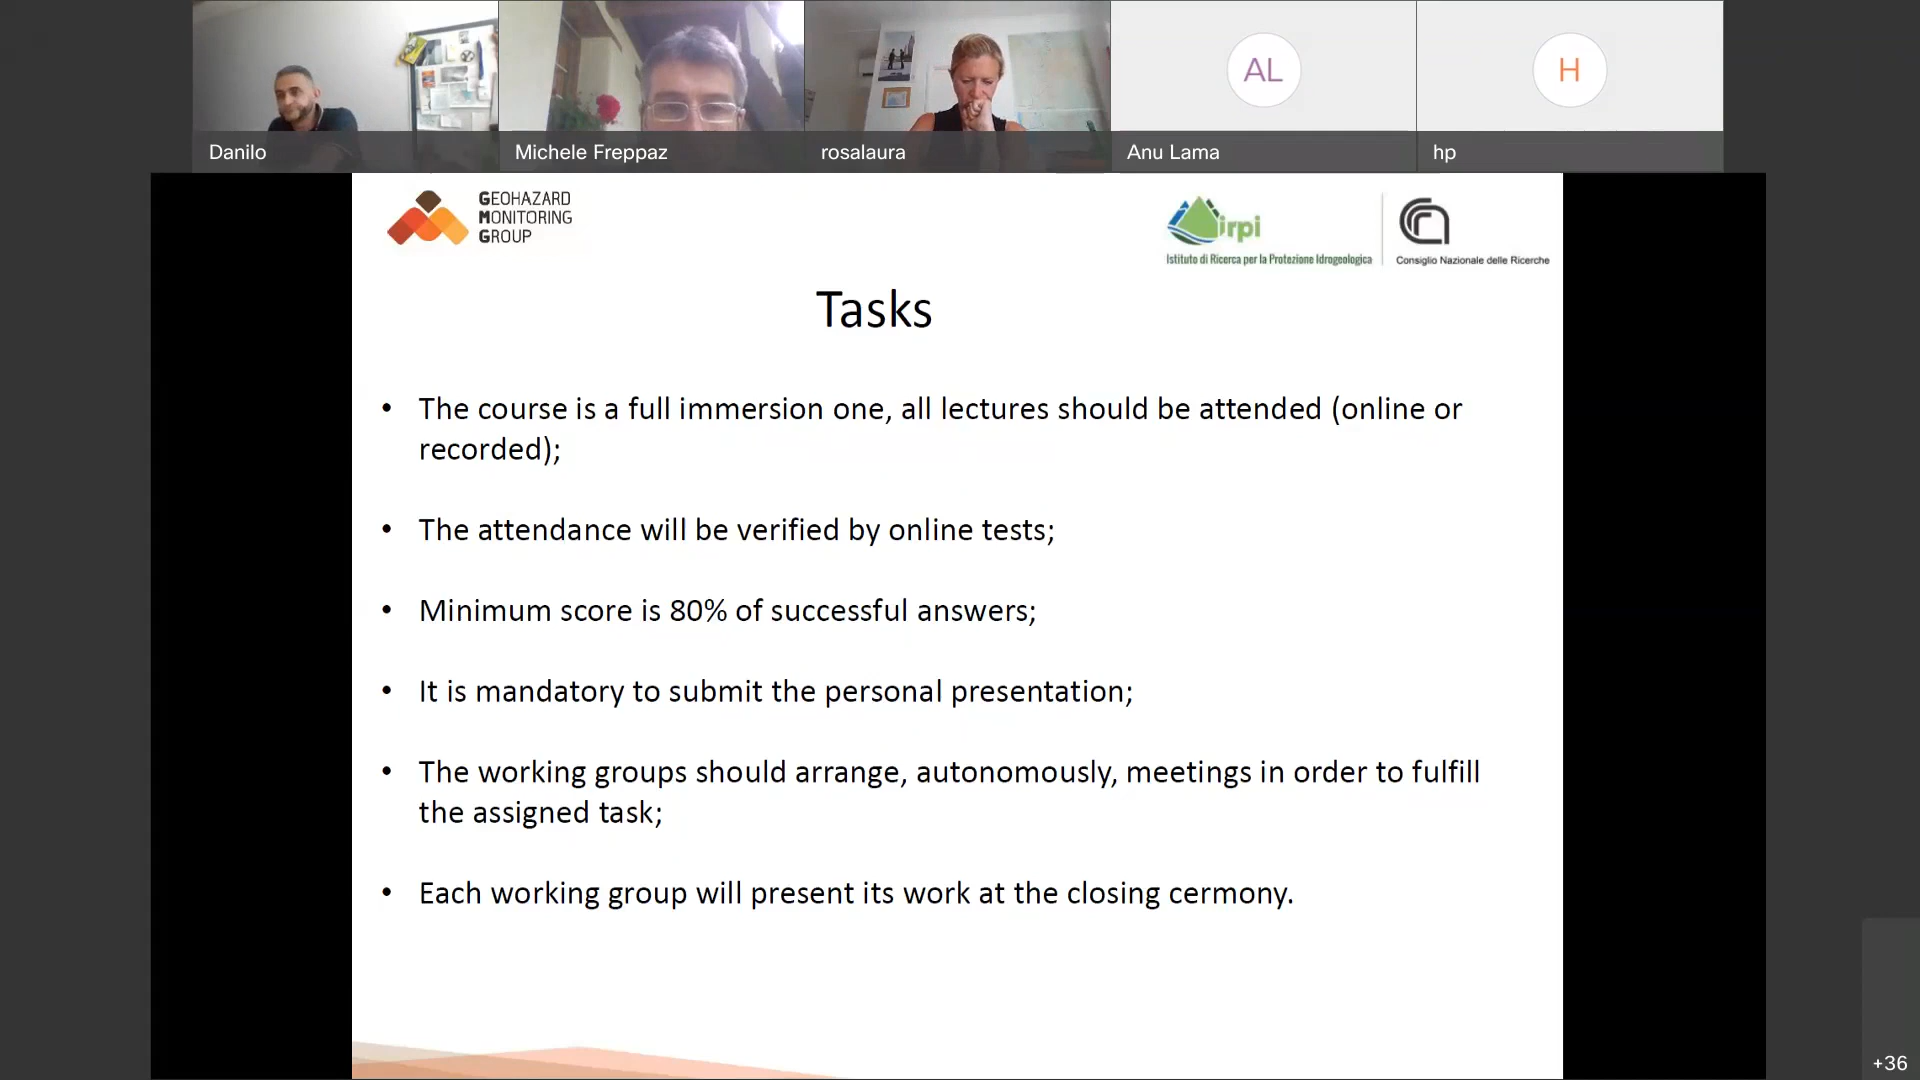 AL
H
Danilo
Michele Freppaz
rosalaura
Anu Lama
hp
GEOHAZARD
MONITORING
GROUP
irpi
Istituto di Ricerca per la Protezione Idrogeologica
Consiglio Nazionale delle Ricerche
Tasks
• The course is a full immersion one, all lectures should be attended (online or
recorded);
• The attendance will be verified by online tests;
• Minimum score is 80% of successful answers;
• It is mandatory to submit the personal presentation;
• The working groups should arrange, autonomously, meetings in order to fulfill
the assigned task;
• Each working group will present its work at the closing cermony.
+36